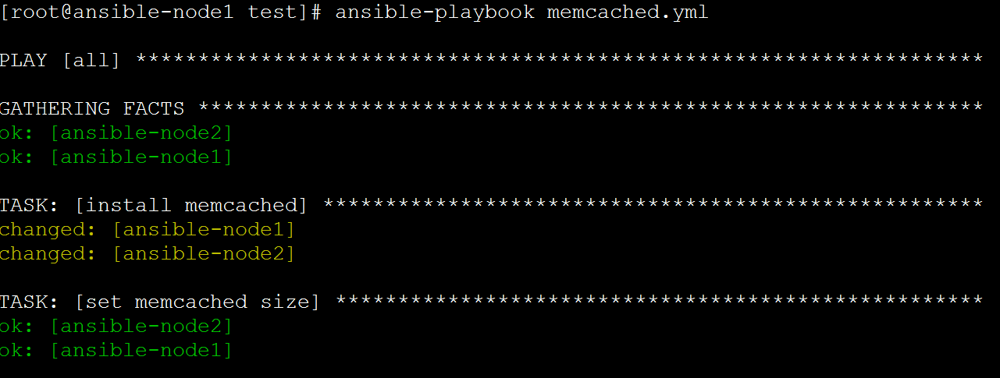 [root@ansible-node1 test]# ansible-playbook memcached.yml
PLAY [all] ********************************************************************
GATHERING FACTS ***************************************************************
ok: [ansible-node2]
ok: [ansible-node1]
TASK: [install memcached] *****************************************************
changed: [ansible-node1]
changed: [ansible-node2]
TASK: [set memcached size] ****************************************************
ok: [ansible-node2]
ok: [ansible-node1]